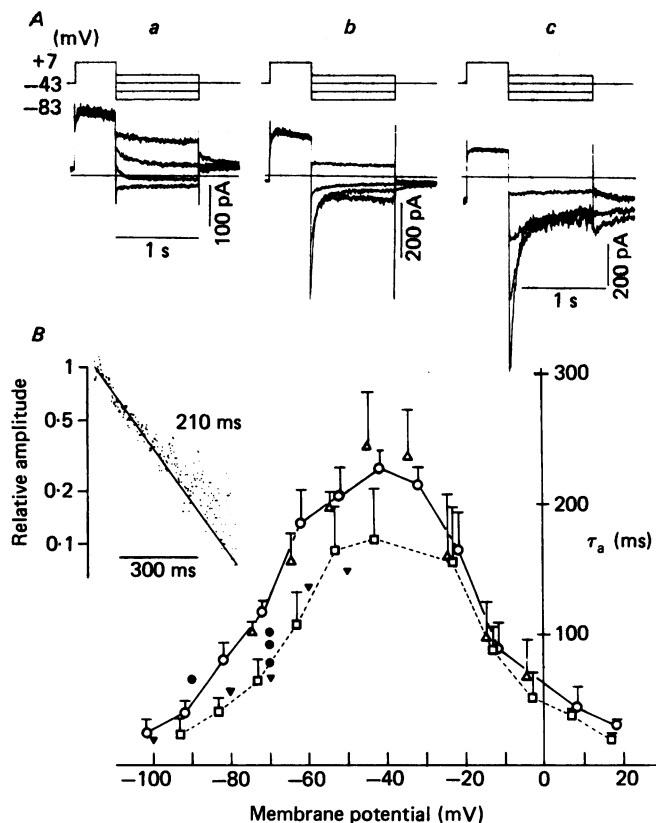 A
a
b
c
(mV)
+7
−43
−83
100 pA
200 pA
200 pA
1 s
1 s
B
Relative amplitude
1
0·5
0·2
0·1
210 ms
300 ms
300
200
100
τa (ms)
−100
−80
−60
−40
−20
0
20
Membrane potential (mV)